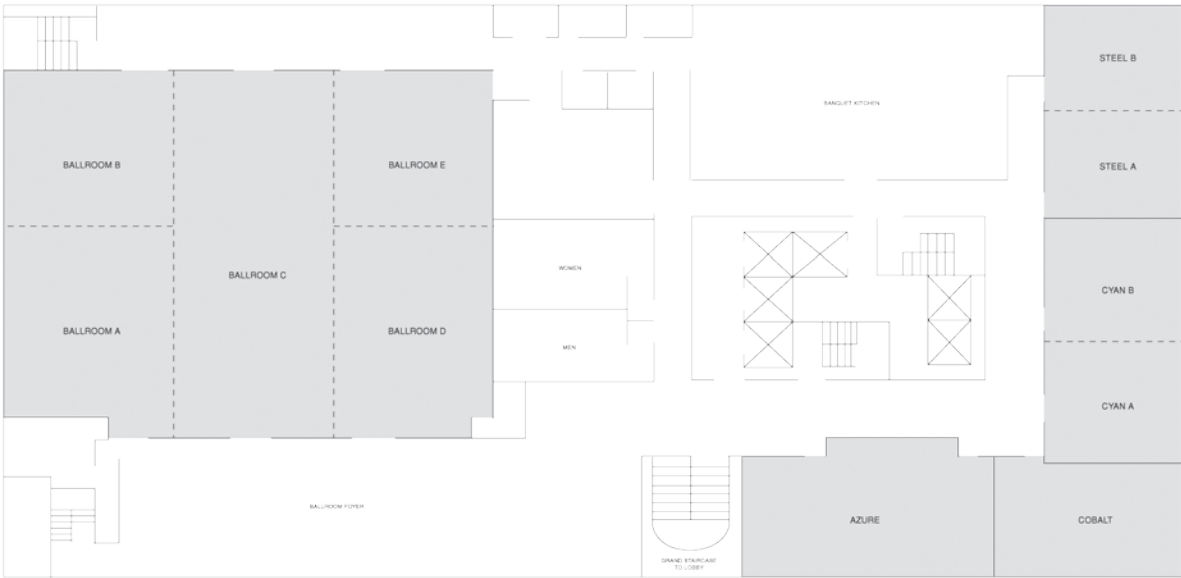 STEEL B
BANQUET KITCHEN
BALLROOM B
BALLROOM E
STEEL A
WOMEN
BALLROOM C
CYAN B
BALLROOM A
BALLROOM D
MEN
CYAN A
BALLROOM FOYER
AZURE
COBALT
GRAND STAIRCASE
TO LOBBY